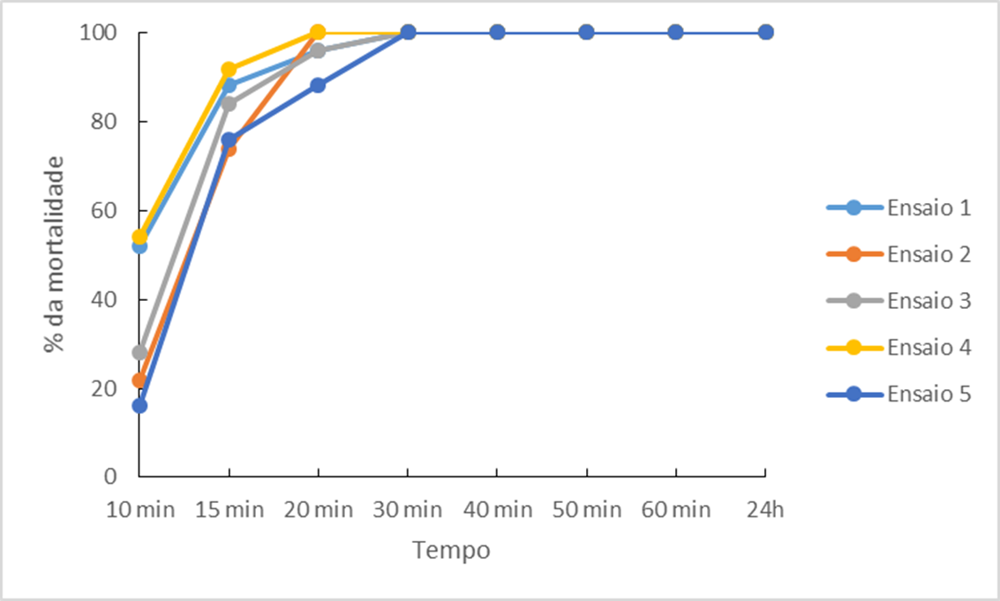 100
80
60
40
20
0
% da mortalidade
10 min 15 min 20 min 30 min 40 min 50 min 60 min 24h
Tempo
Ensaio 1
Ensaio 2
Ensaio 3
Ensaio 4
Ensaio 5